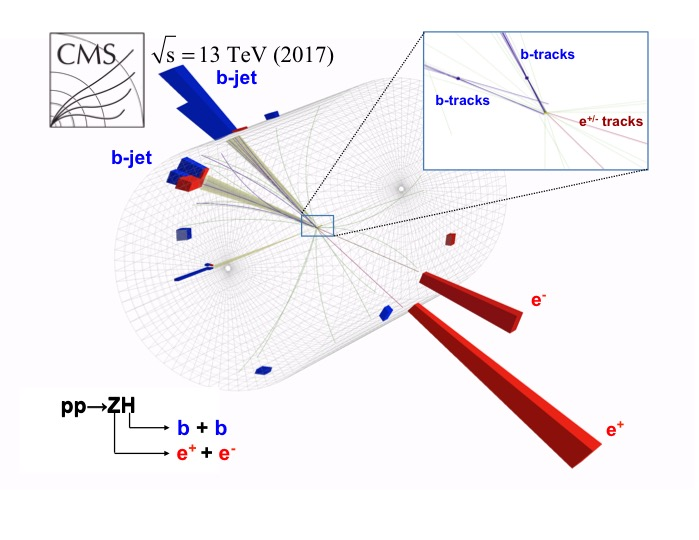 CMS
√s = 13 TeV (2017)
b-jet
b-jet
b-tracks
b-tracks
e+/- tracks
e-
e+
pp→ZH
b + b
e+ + e-